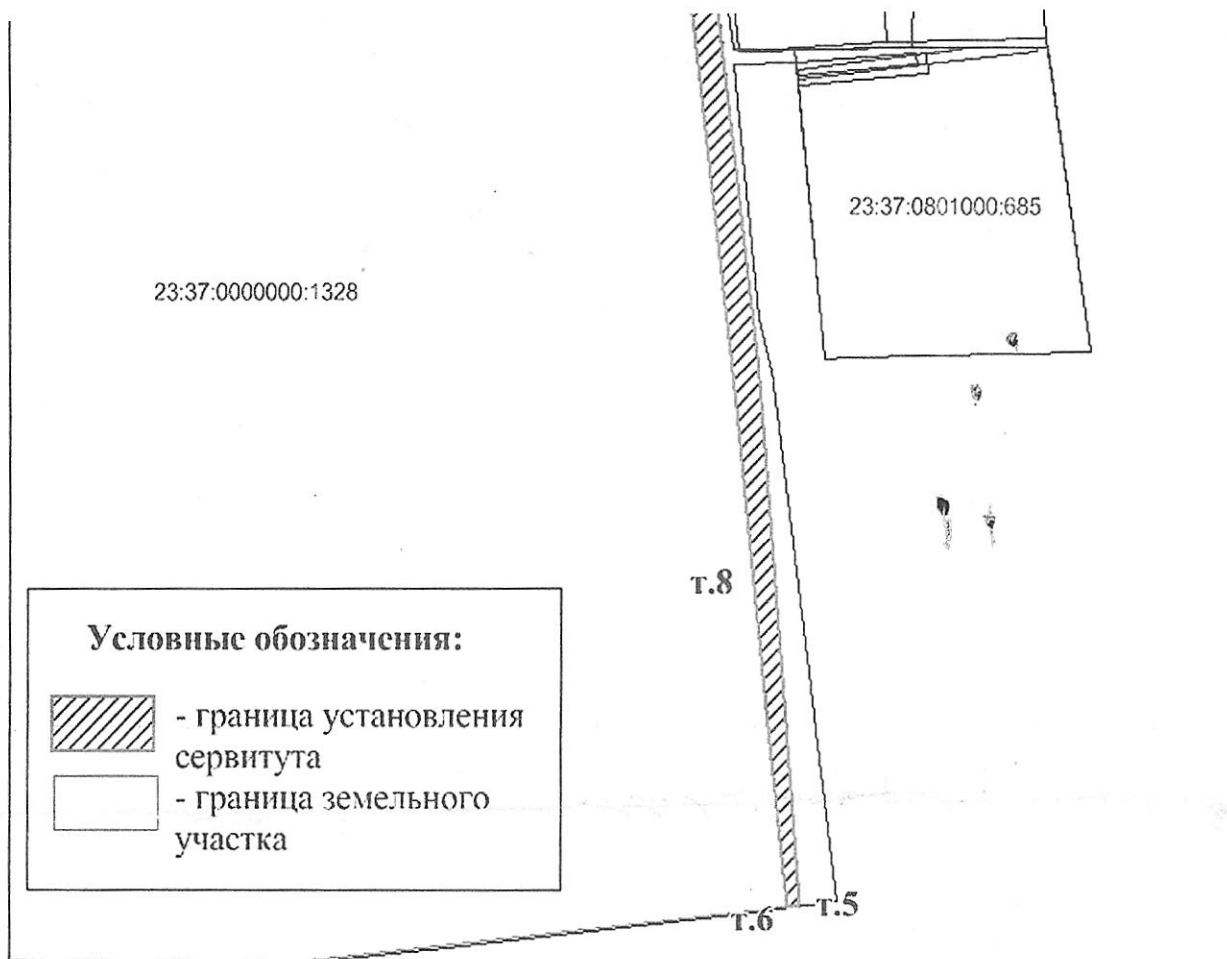 23:37:0801000:685
23:37:0000000:1328
т.8
Условные обозначения:
- граница установления
сервитута
- граница земельного
участка
т.6
т.5